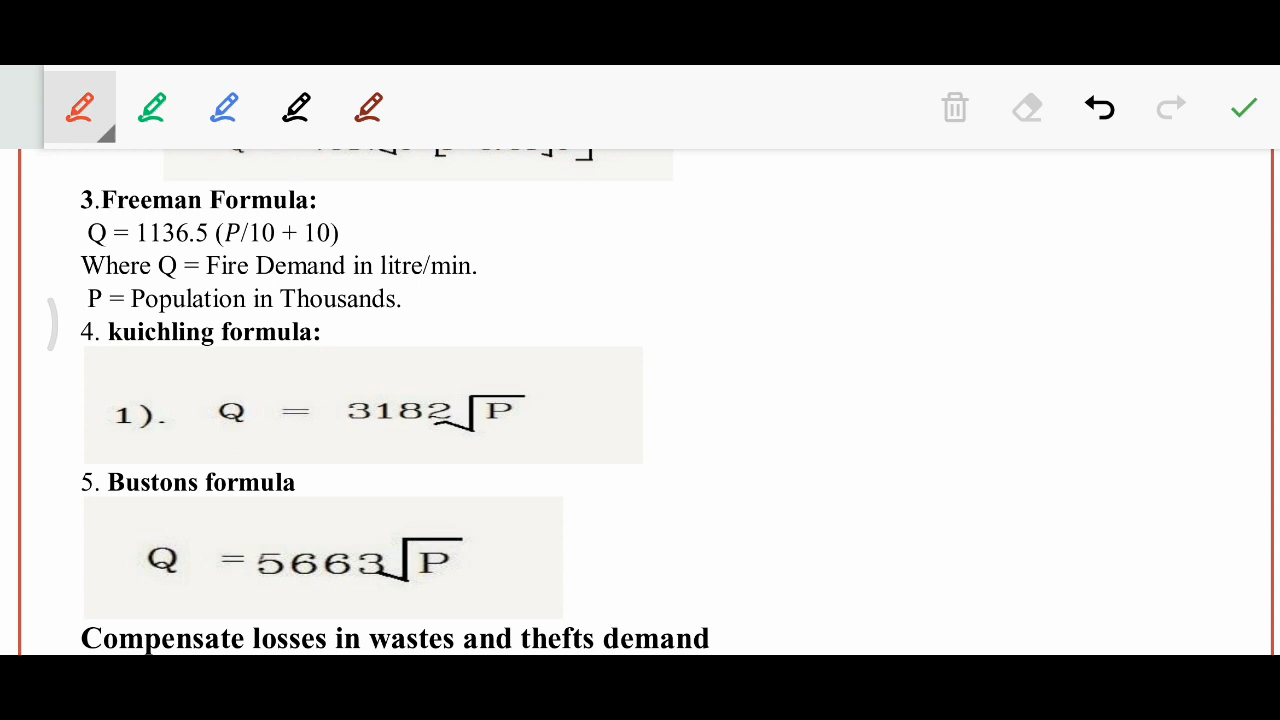 3.Freeman Formula:
Q = 1136.5 (P/10 + 10)
Where Q = Fire Demand in litre/min.
P = Population in Thousands.
4. kuichling formula:
1). Q = 3182√P
5. Bustons formula
Q = 5663√P
Compensate losses in wastes and thefts demand